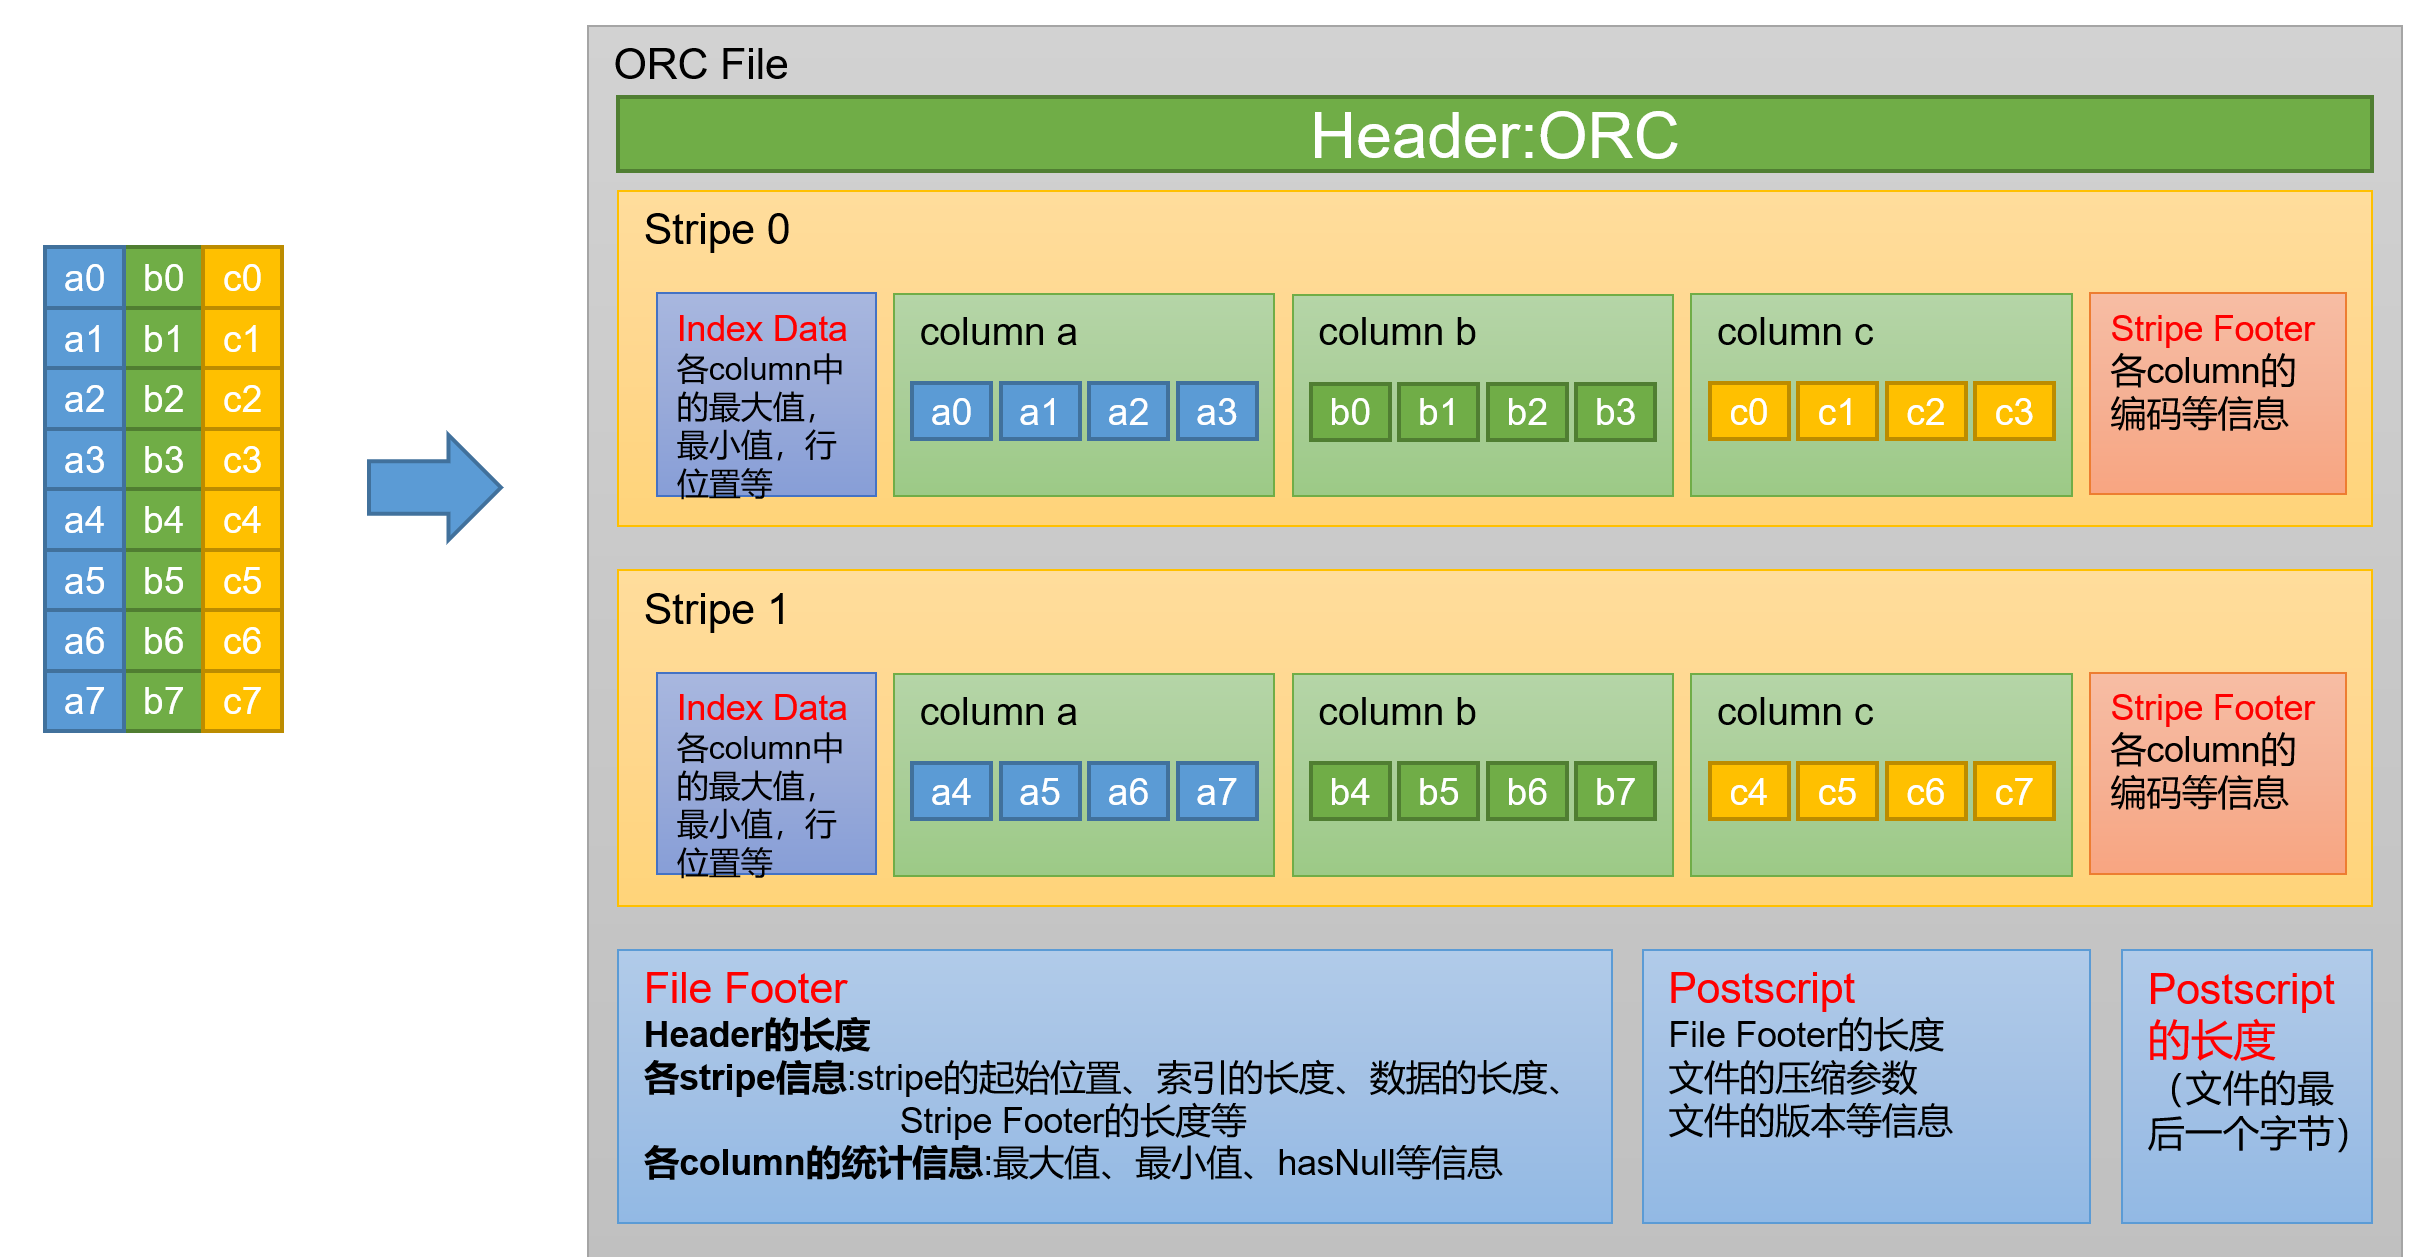 a0 b0 c0
a1 b1 c1
a2 b2 c2
a3 b3 c3
a4 b4 c4
a5 b5 c5
a6 b6 c6
a7 b7 c7
ORC File
Header:ORC
Stripe 0
Index Data
各column中
的最大值，
最小值，行
位置等
column a
a0 a1 a2 a3
column b
b0 b1 b2 b3
column c
c0 c1 c2 c3
Stripe Footer
各column的
编码等信息
Stripe 1
Index Data
各column中
的最大值，
最小值，行
位置等
column a
a4 a5 a6 a7
column b
b4 b5 b6 b7
column c
c4 c5 c6 c7
Stripe Footer
各column的
编码等信息
File Footer
Header的长度
各stripe信息:stripe的起始位置、索引的长度、数据的长度、
Stripe Footer的长度等
各column的统计信息:最大值、最小值、hasNull等信息
Postscript
File Footer的长度
文件的压缩参数
文件的版本等信息
Postscript
的长度
（文件的最
后一个字节）